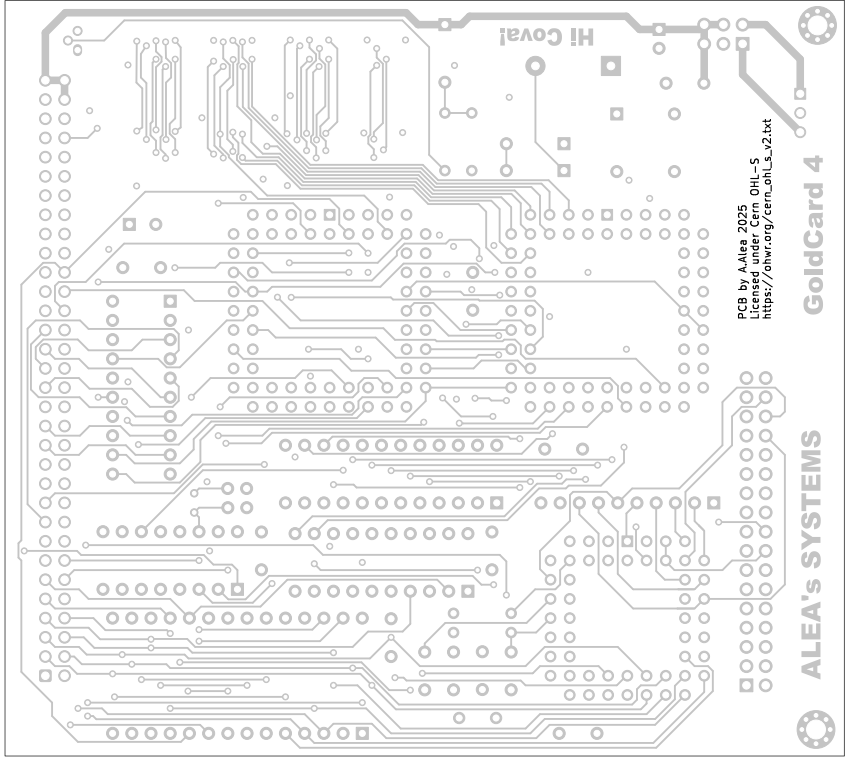 Hi Cova!
PCB by A.Alea 2025
Licensed under Cern OHL-S
https://ohwr.org/cern_ohl_s_v2.txt
GoldCard 4
ALEA's SYSTEMS